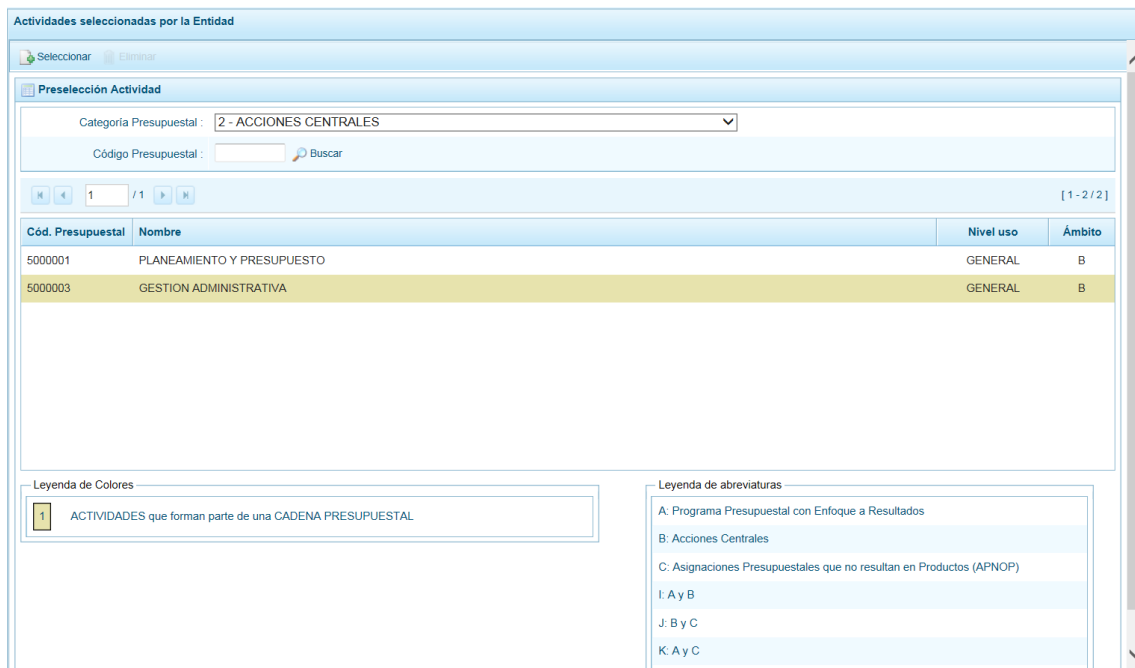 Actividades seleccionadas por la Entidad
Seleccionar Eliminar
Preselección Actividad
Categoría Presupuestal : 2 - ACCIONES CENTRALES
Código Presupuestal : Buscar
1 / 1 [ 1 - 2 / 2 ]
Cód. Presupuestal Nombre Nivel uso Ámbito
5000001 PLANEAMIENTO Y PRESUPUESTO GENERAL B
5000003 GESTION ADMINISTRATIVA GENERAL B
Leyenda de Colores
1 ACTIVIDADES que forman parte de una CADENA PRESUPUESTAL
Leyenda de abreviaturas
A: Programa Presupuestal con Enfoque a Resultados
B: Acciones Centrales
C: Asignaciones Presupuestales que no resultan en Productos (APNOP)
I: A y B
J: B y C
K: A y C